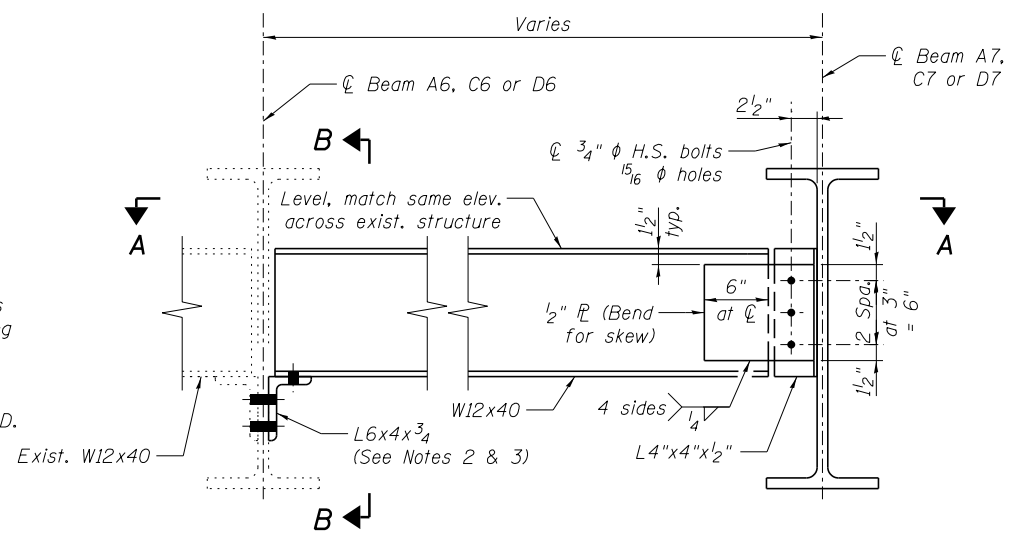 Varies
℄ Beam A6, C6 or D6
℄ Beam A7,
C7 or D7
2½"
B
℄ ¾" ϕ H.S. bolts
15/16 ϕ holes
Level, match same elev.
across exist. structure
1½"
typ.
A
A
1½"
s
ng
6"
at ℄
½" ℞ (Bend
for skew)
2 Spa.
at 3"
= 6"
1½"
D.
Exist. W12x40
W12x40
4 sides
¼
L6x4x¾
(See Notes 2 & 3)
L4"x4"x½"
B